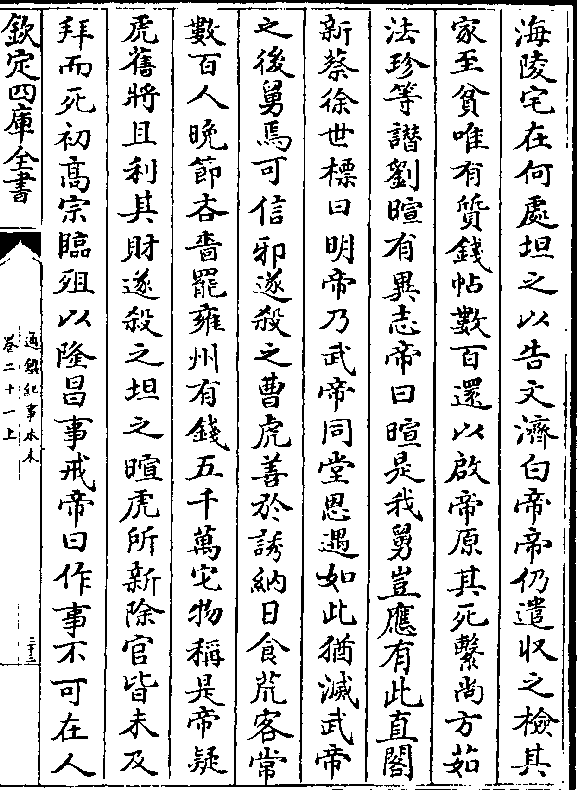 海陵宅在何處坦之以告文濟白帝帝仍遣收之檢其
家至貧唯有質錢帖數百還以啟帝原其死繫尚方茹
法珍等譖劉暄有異志帝曰暄是我舅豈應有此直閤
新蔡徐世標曰明帝乃武帝同堂恩遇如此猶滅武帝
之後舅焉可信邪遂殺之曹虎善於誘納日食荒客常
數百人晚節吝嗇罷雍州有錢五千萬它物稱是帝疑
虎舊將且利其財遂殺之坦之暄虎所新除官皆未及
拜而死初髙宗臨殂以隆昌事戒帝曰作事不可在人
欽定四庫全書
通鑑紀事本末
卷二十一上
二十三